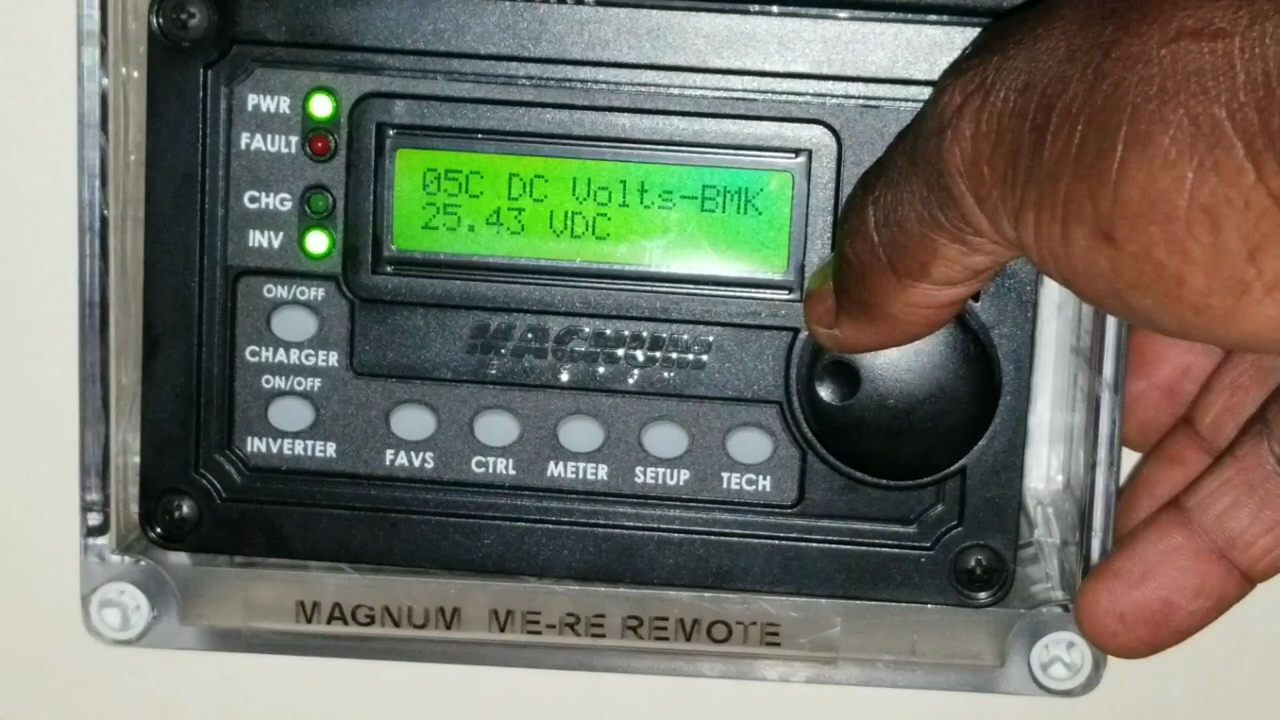 PWR
FAULT
CHG
INV
05C DC Volts-BMK
25.43 VDC
ON/OFF
CHARGER
ON/OFF
INVERTER
MAGNUM
FAVS
CTRL
METER
SETUP
TECH
MAGNUM ME-RE REMOTE